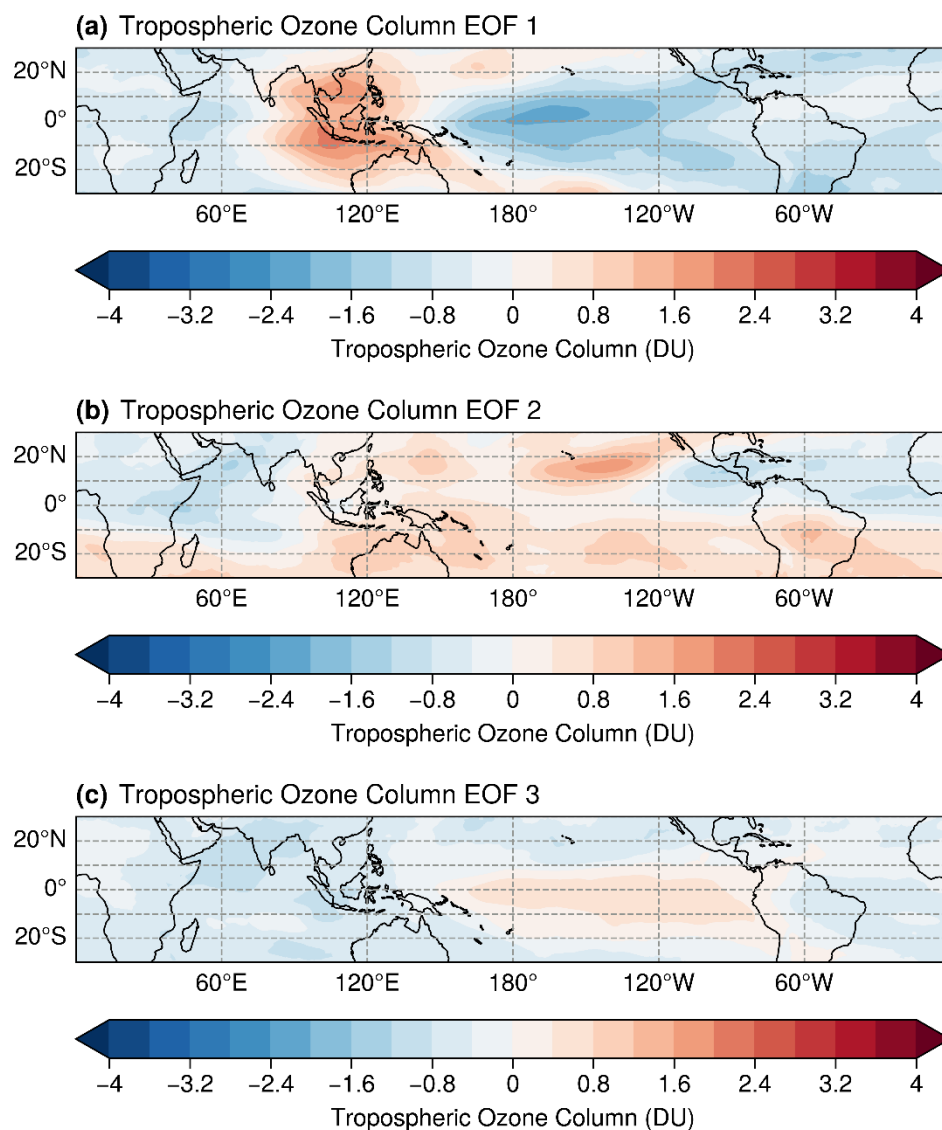 (a) Tropospheric Ozone Column EOF 1
20°N
0°
20°S
60°E 120°E 180° 120°W 60°W
−4 −3.2 −2.4 −1.6 −0.8 0 0.8 1.6 2.4 3.2 4
Tropospheric Ozone Column (DU)
(b) Tropospheric Ozone Column EOF 2
20°N
0°
20°S
60°E 120°E 180° 120°W 60°W
−4 −3.2 −2.4 −1.6 −0.8 0 0.8 1.6 2.4 3.2 4
Tropospheric Ozone Column (DU)
(c) Tropospheric Ozone Column EOF 3
20°N
0°
20°S
60°E 120°E 180° 120°W 60°W
−4 −3.2 −2.4 −1.6 −0.8 0 0.8 1.6 2.4 3.2 4
Tropospheric Ozone Column (DU)